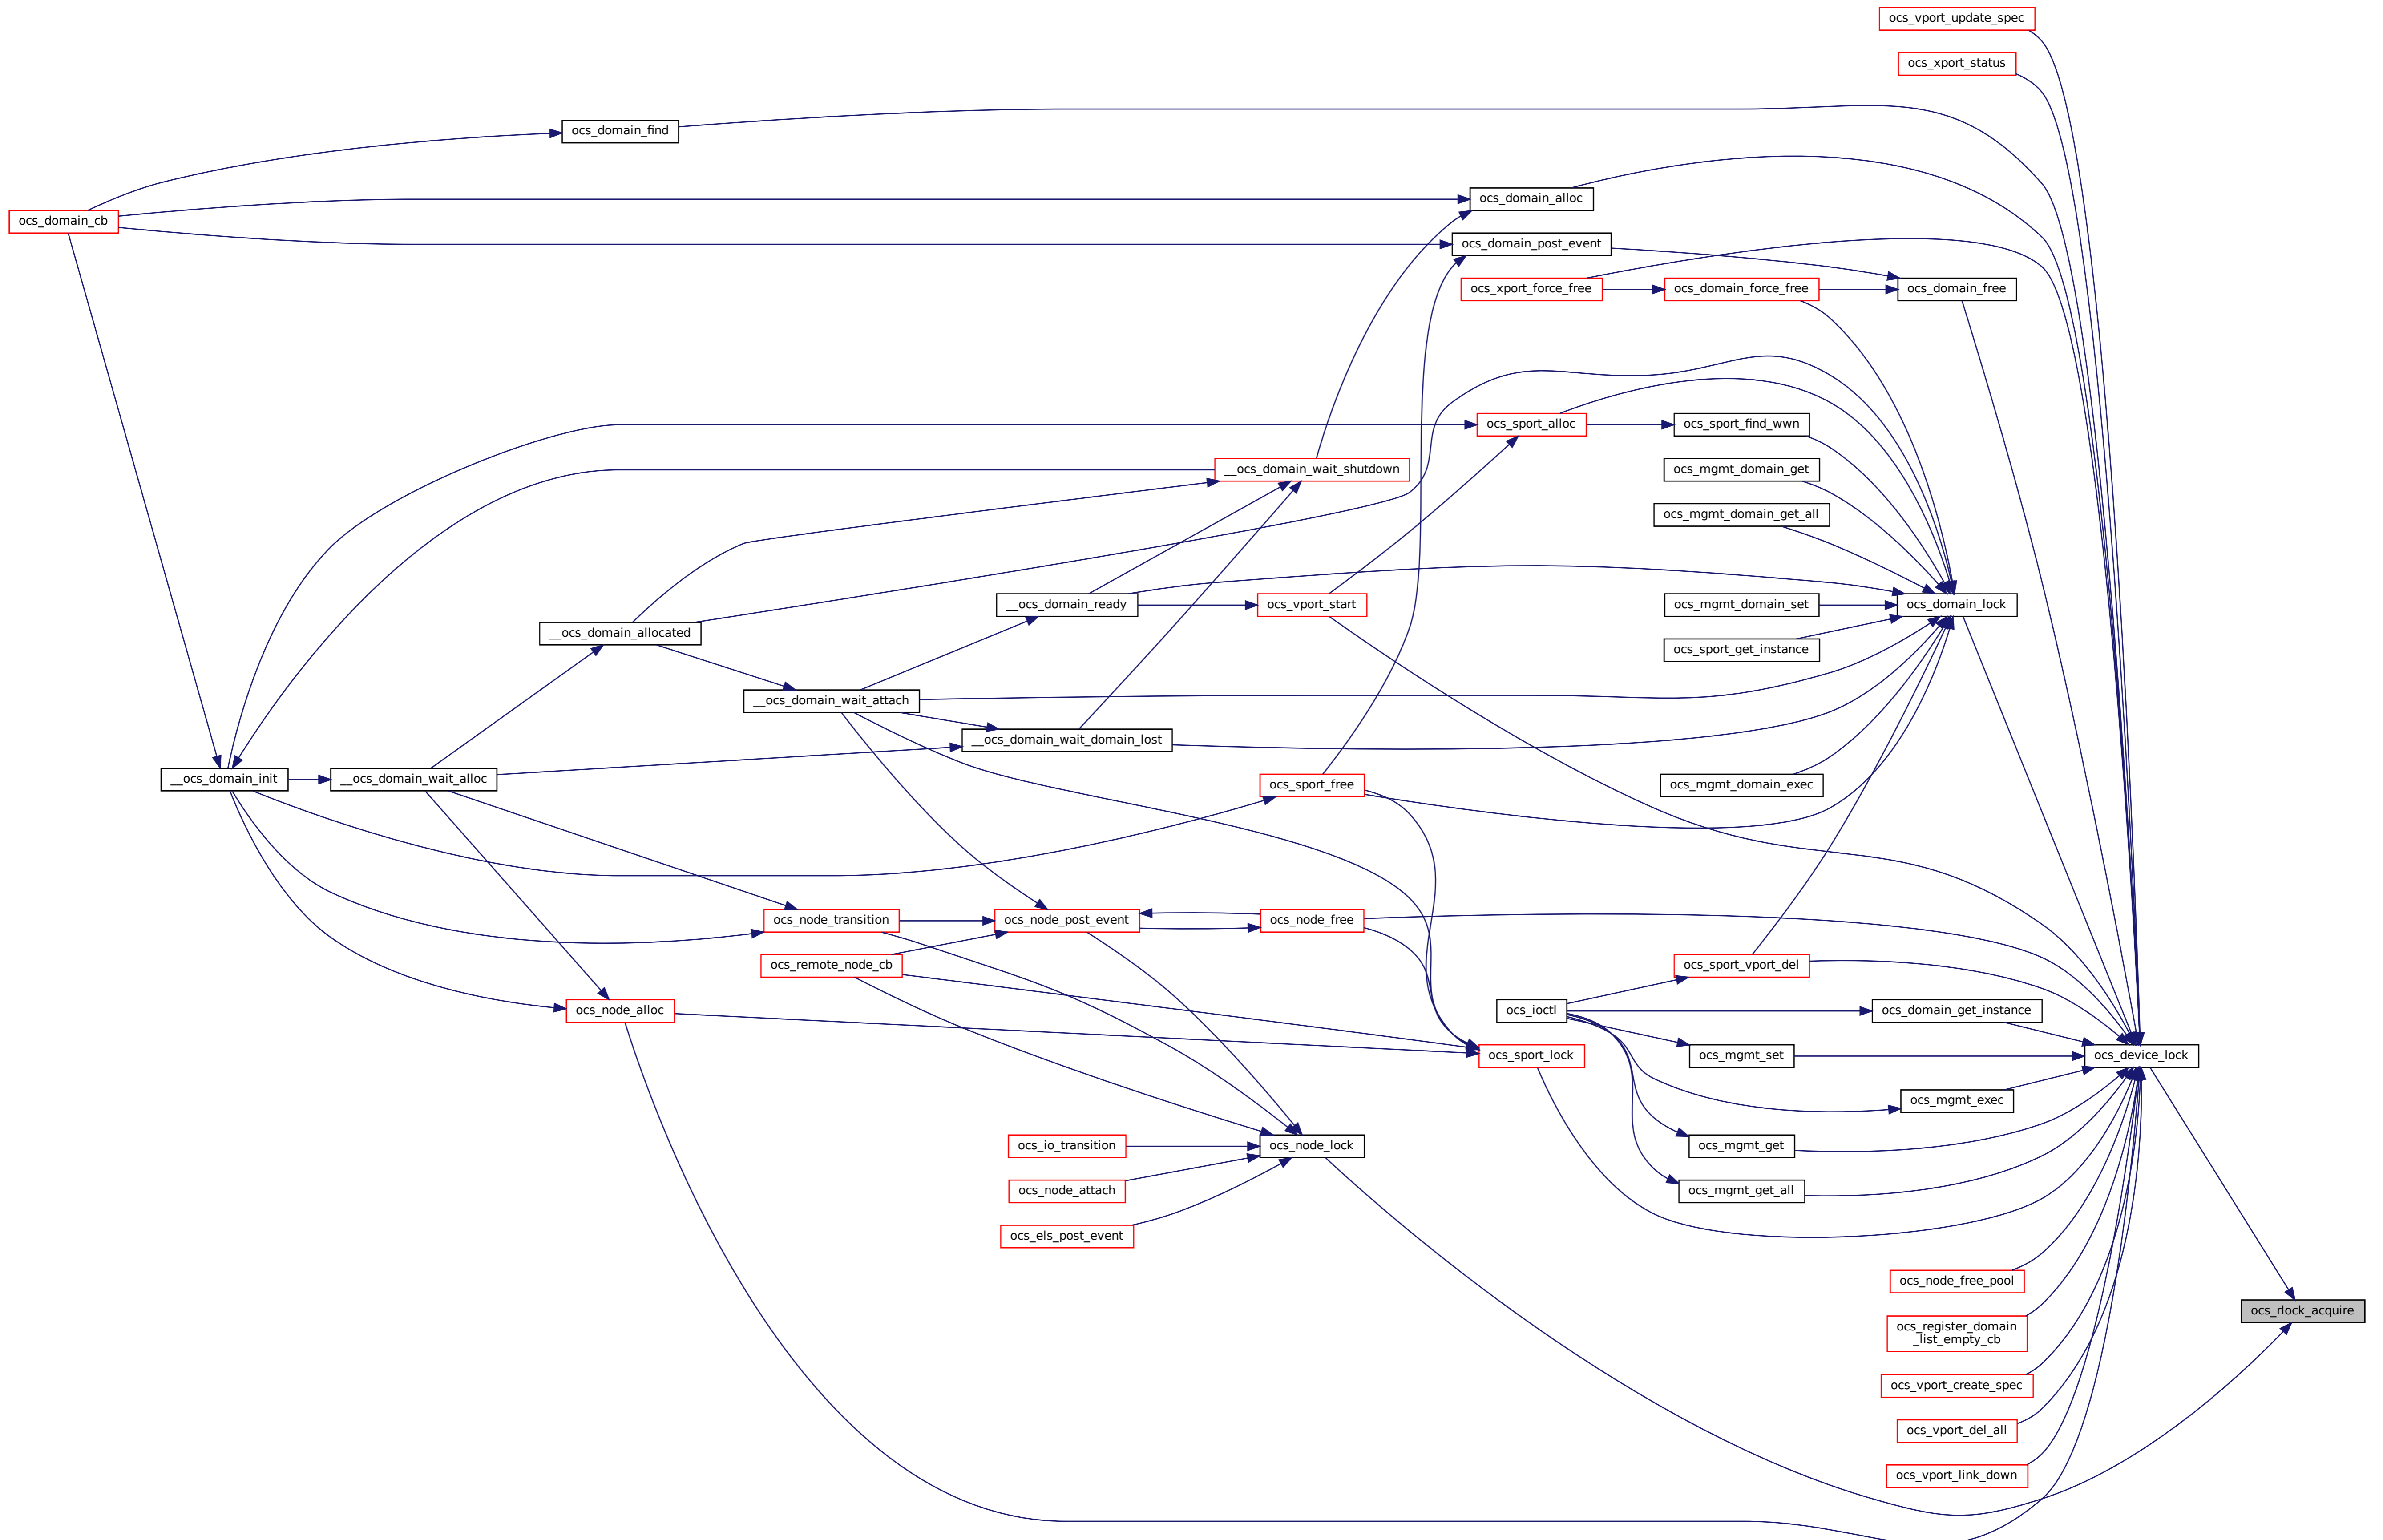 ocs_vport_update_spec
ocs_xport_status
ocs_domain_find
ocs_domain_alloc
ocs_domain_cb
ocs_domain_post_event
ocs_xport_force_free
ocs_domain_force_free
ocs_domain_free
ocs_sport_alloc
ocs_sport_find_wwn
__ocs_domain_wait_shutdown
ocs_mgmt_domain_get
ocs_mgmt_domain_get_all
__ocs_domain_ready
ocs_vport_start
ocs_mgmt_domain_set
ocs_domain_lock
__ocs_domain_allocated
ocs_sport_get_instance
__ocs_domain_wait_attach
__ocs_domain_wait_domain_lost
__ocs_domain_init
__ocs_domain_wait_alloc
ocs_sport_free
ocs_mgmt_domain_exec
ocs_node_transition
ocs_node_post_event
ocs_node_free
ocs_remote_node_cb
ocs_sport_vport_del
ocs_node_alloc
ocs_ioctl
ocs_domain_get_instance
ocs_sport_lock
ocs_mgmt_set
ocs_device_lock
ocs_mgmt_exec
ocs_io_transition
ocs_node_lock
ocs_mgmt_get
ocs_node_attach
ocs_mgmt_get_all
ocs_els_post_event
ocs_node_free_pool
ocs_rlock_acquire
ocs_register_domain
_list_empty_cb
ocs_vport_create_spec
ocs_vport_del_all
ocs_vport_link_down